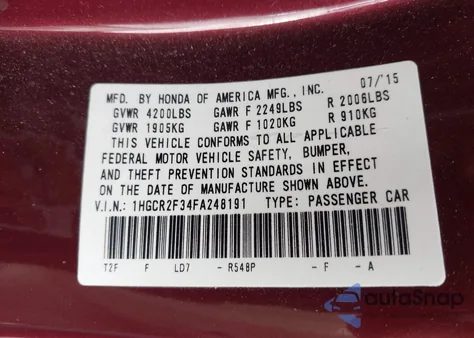 MFD. BY HONDA OF AMERICA MFG., INC. 07/'15
GVWR 4200LBS GAWR F 2249LBS R 2006LBS
GVWR 1905KG GAWR F 1020KG R 910KG
THIS VEHICLE CONFORMS TO ALL APPLICABLE
FEDERAL MOTOR VEHICLE SAFETY, BUMPER,
AND THEFT PREVENTION STANDARDS IN EFFECT
ON THE DATE OF MANUFACTURE SHOWN ABOVE.
V.I.N.: 1HGCR2F34FA248191 TYPE: PASSENGER CAR
T2F F LD7 - R548P - F - A
autoSnap